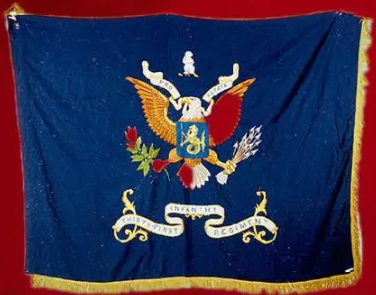 PRO PATRIA
INFANTRY
THIRTY-FIRST REGIMENT